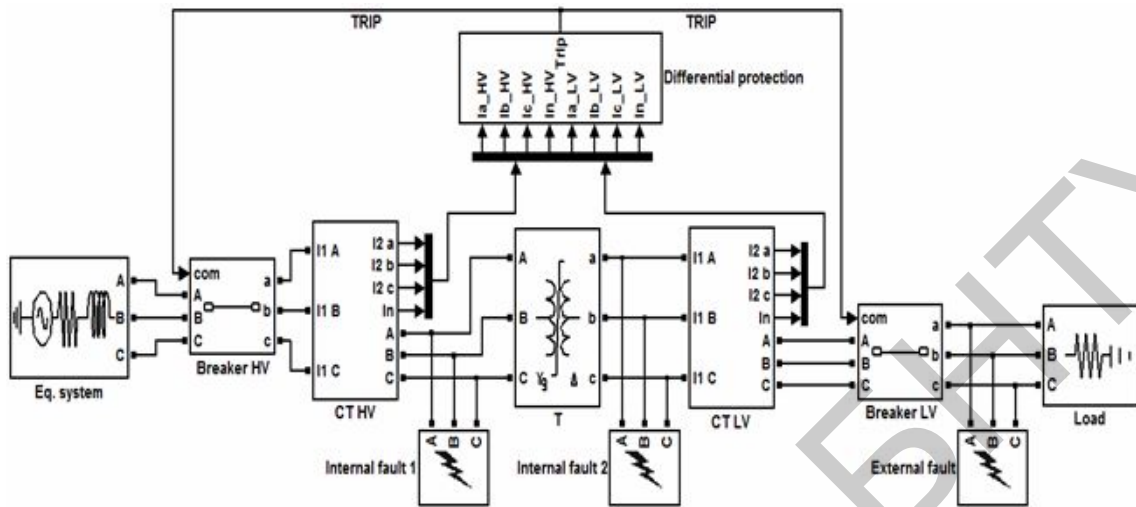 TRIP
TRIP
Trip
Ia_HV
Ib_HV
Ic_HV
In_HV
Ia_LV
Ib_LV
Ic_LV
In_LV
Differential protection
A
B
C
Eq. system
com
A
B
C
a
b
c
Breaker HV
I1 A
I1 B
I1 C
I2 a
I2 b
I2 c
In
A
B
C
CT HV
A
B
C
Internal fault 1
A
B
C
Yg
Δ
a
b
c
T
A
B
C
Internal fault 2
I1 A
I1 B
I1 C
I2 a
I2 b
I2 c
In
A
B
C
CT LV
com
A
B
C
a
b
c
Breaker LV
A
B
C
External fault
A
B
C
Load
БНТУ